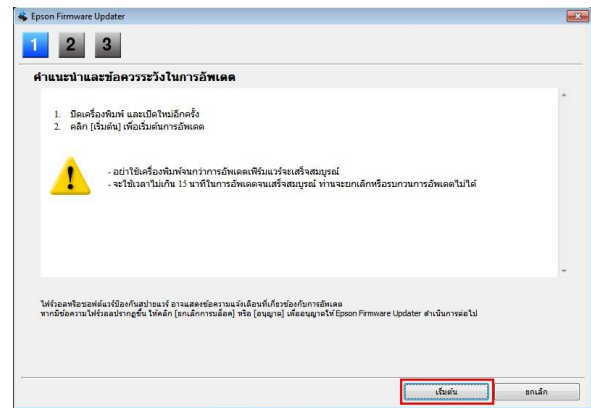 Epson Firmware Updater
1 2 3
คำแนะนำและข้อควรระวังในการอัพเดต
1. ปิดเครื่องพิมพ์ และเปิดใหม่อีกครั้ง
2. คลิก [เริ่มต้น] เพื่อเริ่มต้นการอัพเดต
- อย่าใช้เครื่องพิมพ์จนกว่าการอัพเดตเฟิร์มแวร์จะเสร็จสมบูรณ์
- จะใช้เวลาไม่เกิน 15 นาทีในการอัพเดตจนเสร็จสมบูรณ์ ท่านจะยกเลิกหรือรบกวนการอัพเดตไม่ได้
ไฟร์วอลหรือซอฟต์แวร์ป้องกันสปายแวร์ อาจแสดงข้อความแจ้งเตือนที่เกี่ยวข้องกับการอัพเดต
หากมีข้อความไฟร์วอลปรากฏขึ้น ให้คลิก [ยกเลิกการบล็อค] หรือ [อนุญาต] เพื่ออนุญาตให้ Epson Firmware Updater ดำเนินการต่อไป
เริ่มต้น ยกเลิก